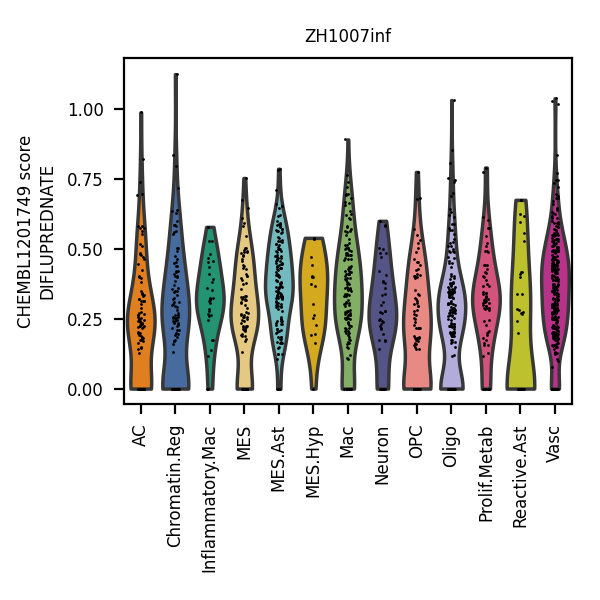 ZH1007inf
CHEMBL1201749 score
DIFLUPREDNATE
1.00
0.75
0.50
0.25
0.00
AC
Chromatin.Reg
Inflammatory.Mac
MES
MES.Ast
MES.Hyp
Mac
Neuron
OPC
Oligo
Prolif.Metab
Reactive.Ast
Vasc